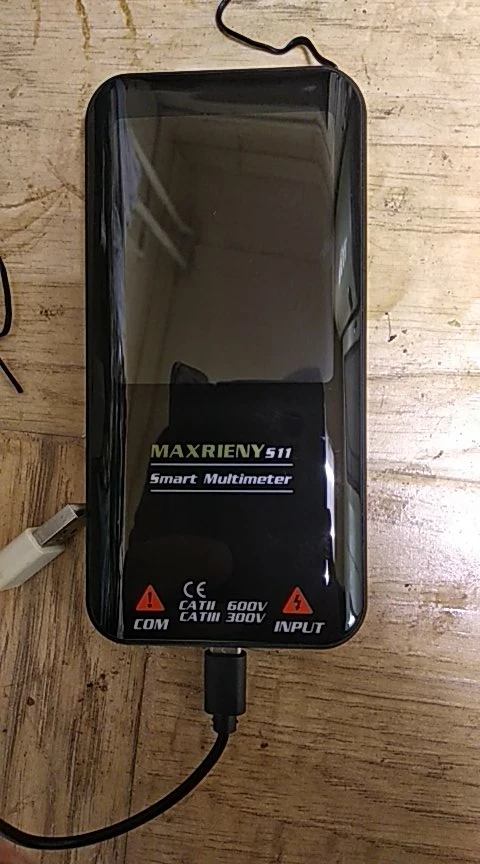 MAXRIENY S11
Smart Multimeter
CE
CATII 600V
CATIII 300V
COM
INPUT